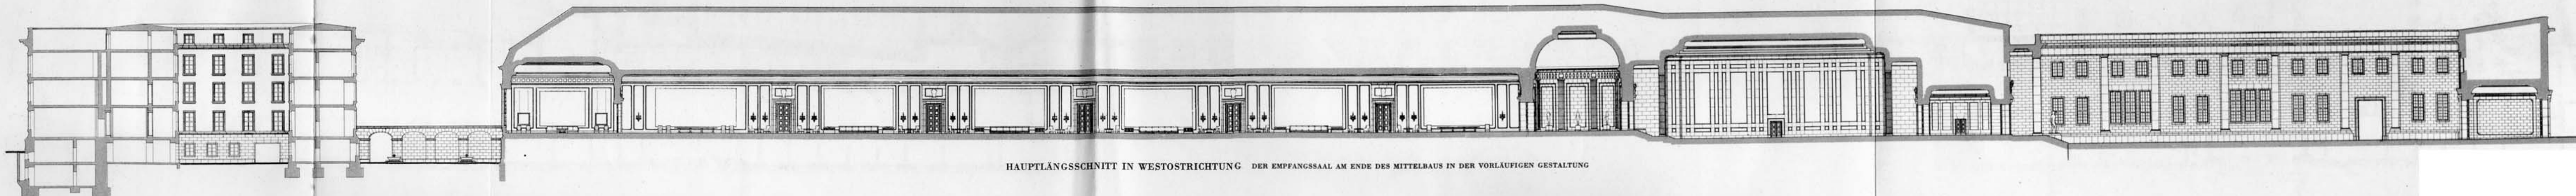 HAUPTLÄNGSSCHNITT IN WESTOSTRICHTUNG DER EMPFANGSSAAL AM ENDE DES MITTELBAUS IN DER VORLÄUFIGEN GESTALTUNG